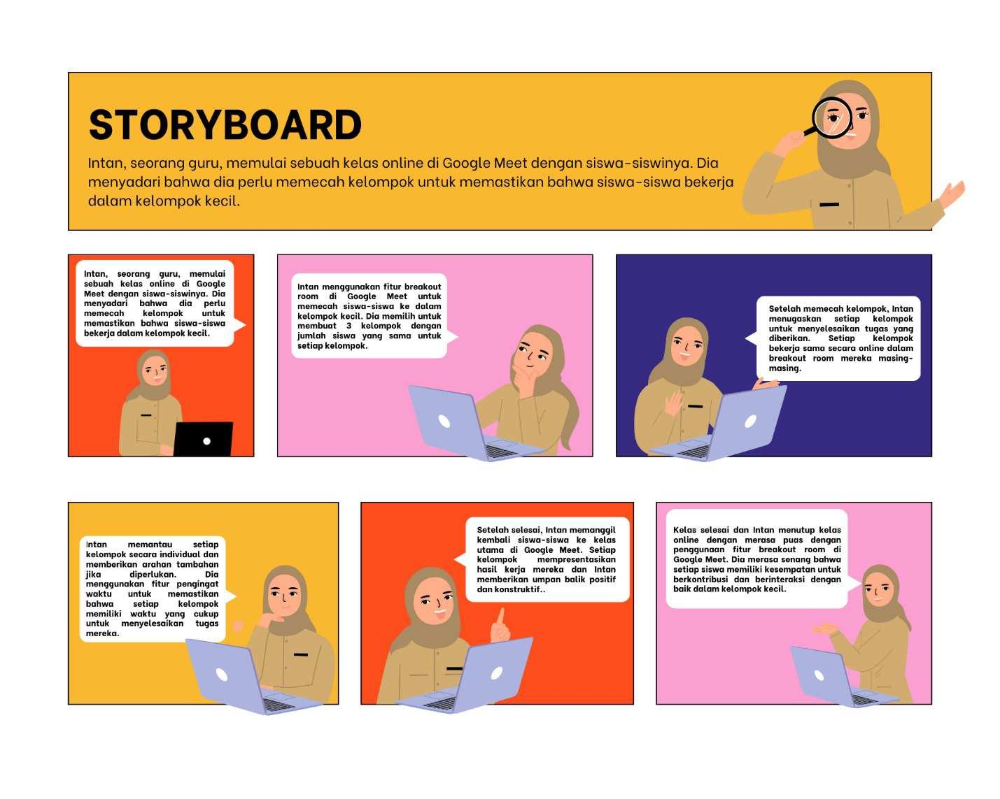 STORYBOARD
Intan, seorang guru, memulai sebuah kelas online di Google Meet dengan siswa-siswinya. Dia
menyadari bahwa dia perlu memecah kelompok untuk memastikan bahwa siswa-siswa bekerja
dalam kelompok kecil.
Intan, seorang guru, memulai
sebuah kelas online di Google
Meet dengan siswa-siswinya. Dia
menyadari bahwa dia perlu
memecah kelompok untuk
memastikan bahwa siswa-siswa
bekerja dalam kelompok kecil.
Intan menggunakan fitur breakout
room di Google Meet untuk
memecah siswa-siswa ke dalam
kelompok kecil. Dia memilih untuk
membuat 3 kelompok dengan
jumlah siswa yang sama untuk
setiap kelompok.
Setelah memecah kelompok, Intan
menugaskan setiap kelompok
untuk menyelesaikan tugas yang
diberikan. Setiap kelompok
bekerja sama secara online dalam
breakout room mereka masing-
masing.
Intan memantau setiap
kelompok secara individual dan
memberikan arahan tambahan
jika diperlukan. Dia
menggunakan fitur pengingat
waktu untuk memastikan
bahwa setiap kelompok
memiliki waktu yang cukup
untuk menyelesaikan tugas
mereka.
Setelah selesai, Intan memanggil
kembali siswa-siswa ke kelas
utama di Google Meet. Setiap
kelompok mempresentasikan
hasil kerja mereka dan Intan
memberikan umpan balik positif
dan konstruktif..
Kelas selesai dan Intan menutup kelas
online dengan merasa puas dengan
penggunaan fitur breakout room di
Google Meet. Dia merasa senang bahwa
setiap siswa memiliki kesempatan untuk
berkontribusi dan berinteraksi dengan
baik dalam kelompok kecil.